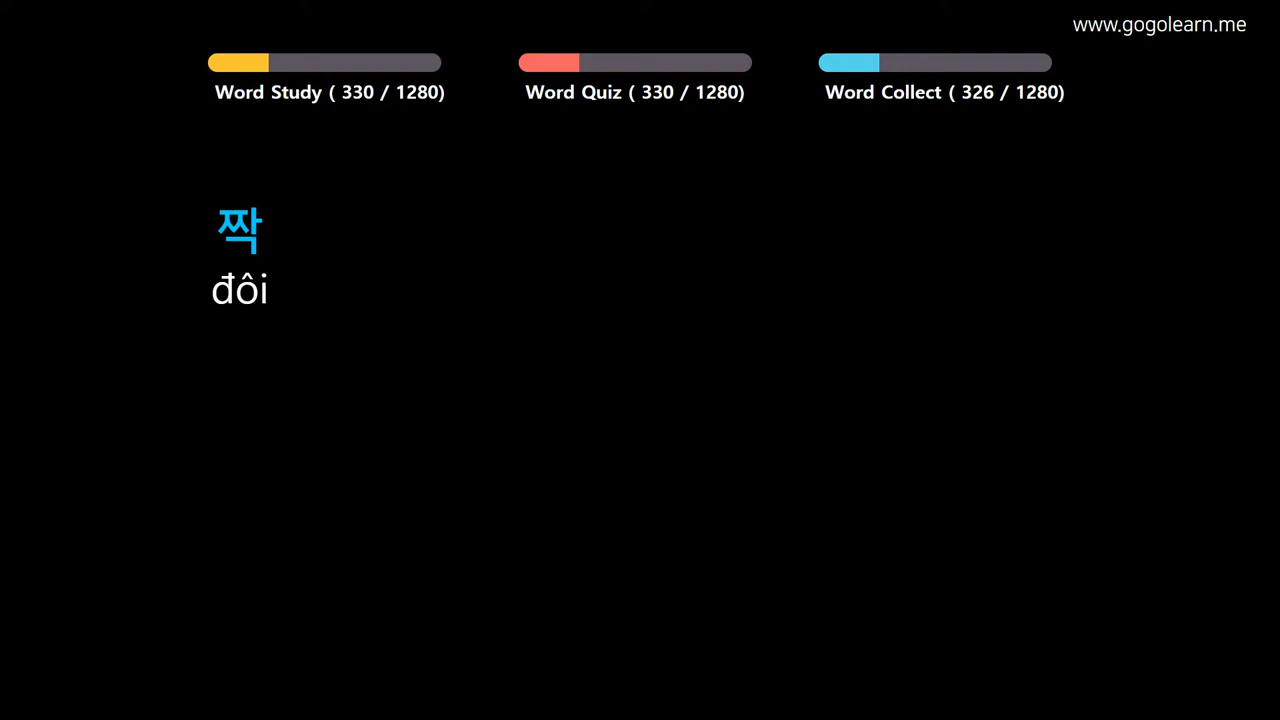 www.gogolearn.me
Word Study ( 330 / 1280)
Word Quiz ( 330 / 1280)
Word Collect ( 326 / 1280)
짝
đôi